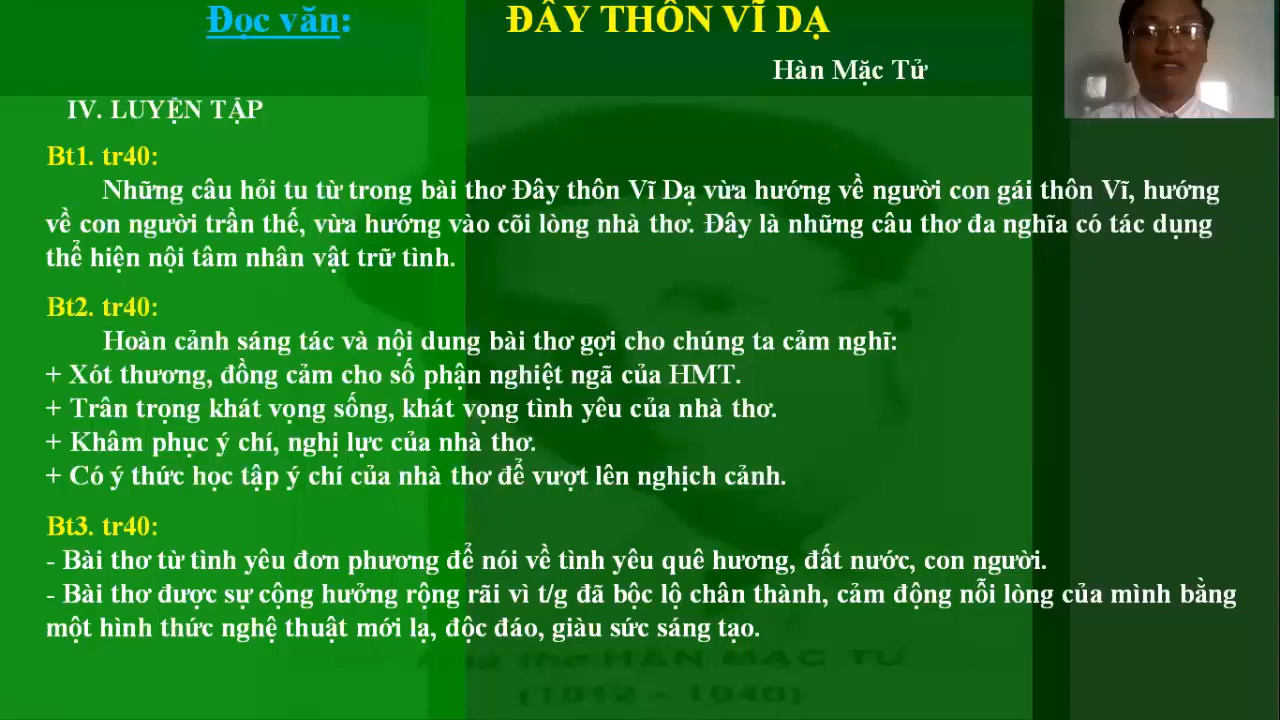 Đọc văn: ĐÂY THÔN VĨ DẠ
Hàn Mặc Tử
IV. LUYỆN TẬP
Bt1. tr40:
Những câu hỏi tu từ trong bài thơ Đây thôn Vĩ Dạ vừa hướng về người con gái thôn Vĩ, hướng
về con người trần thế, vừa hướng vào cõi lòng nhà thơ. Đây là những câu thơ đa nghĩa có tác dụng
thể hiện nội tâm nhân vật trữ tình.
Bt2. tr40:
Hoàn cảnh sáng tác và nội dung bài thơ gợi cho chúng ta cảm nghĩ:
+ Xót thương, đồng cảm cho số phận nghiệt ngã của HMT.
+ Trân trọng khát vọng sống, khát vọng tình yêu của nhà thơ.
+ Khâm phục ý chí, nghị lực của nhà thơ.
+ Có ý thức học tập ý chí của nhà thơ để vượt lên nghịch cảnh.
Bt3. tr40:
- Bài thơ từ tình yêu đơn phương để nói về tình yêu quê hương, đất nước, con người.
- Bài thơ được sự cộng hưởng rộng rãi vì t/g đã bộc lộ chân thành, cảm động nỗi lòng của mình bằng
một hình thức nghệ thuật mới lạ, độc đáo, giàu sức sáng tạo.
thơ HÀN MẠC TỬ
(1912 - 1940)